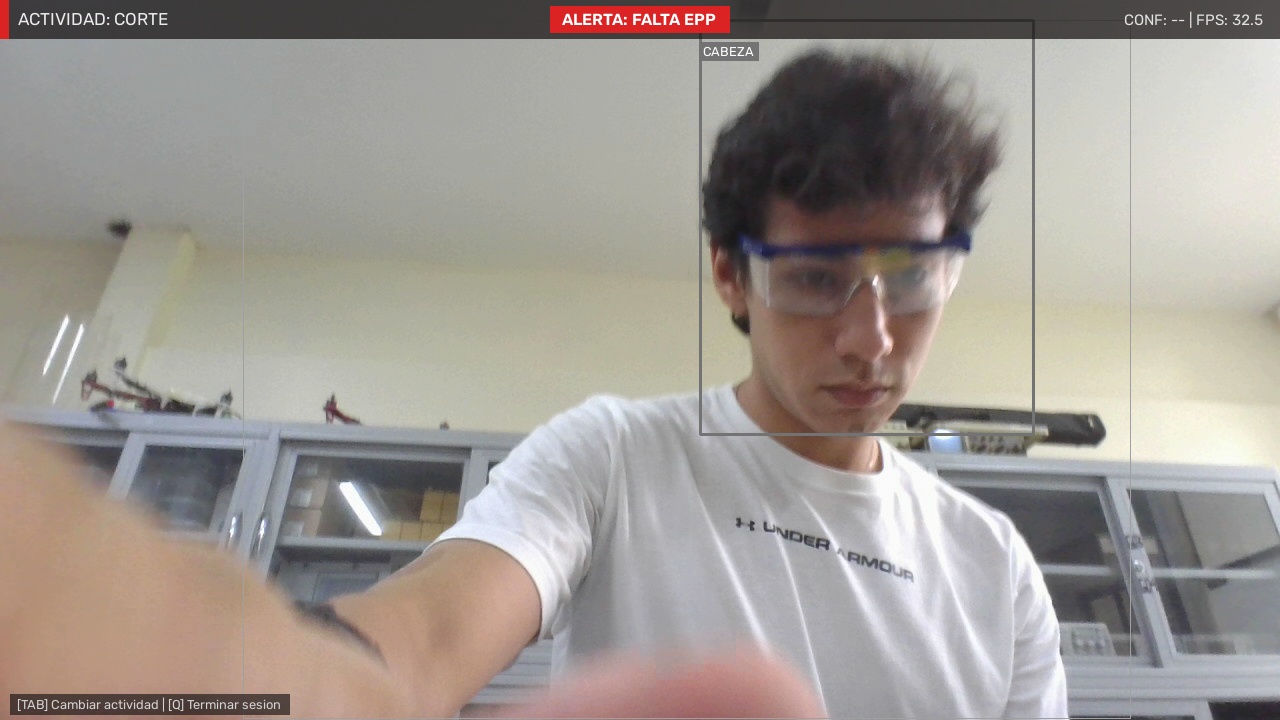 ACTIVIDAD: CORTE
ALERTA: FALTA EPP
CONF: -- | FPS: 32.5
CABEZA
UNDER ARMOUR
[TAB] Cambiar actividad | [Q] Terminar sesion